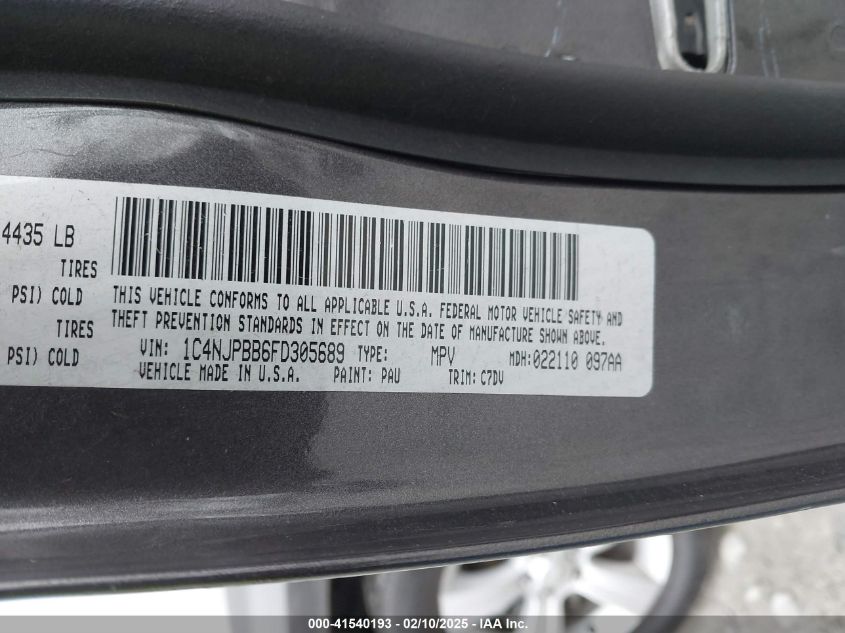 4435 LB
TIRES
PSI) COLD
TIRES
PSI) COLD
THIS VEHICLE CONFORMS TO ALL APPLICABLE U.S.A. FEDERAL MOTOR VEHICLE SAFETY AND
THEFT PREVENTION STANDARDS IN EFFECT ON THE DATE OF MANUFACTURE SHOWN ABOVE.
VIN: 1C4NJPBB6FD305689 TYPE: MPV MDH:022110 097AA
VEHICLE MADE IN U.S.A. PAINT: PAU TRIM: C7DV
000-41540193 - 02/10/2025 - © IAA Inc.